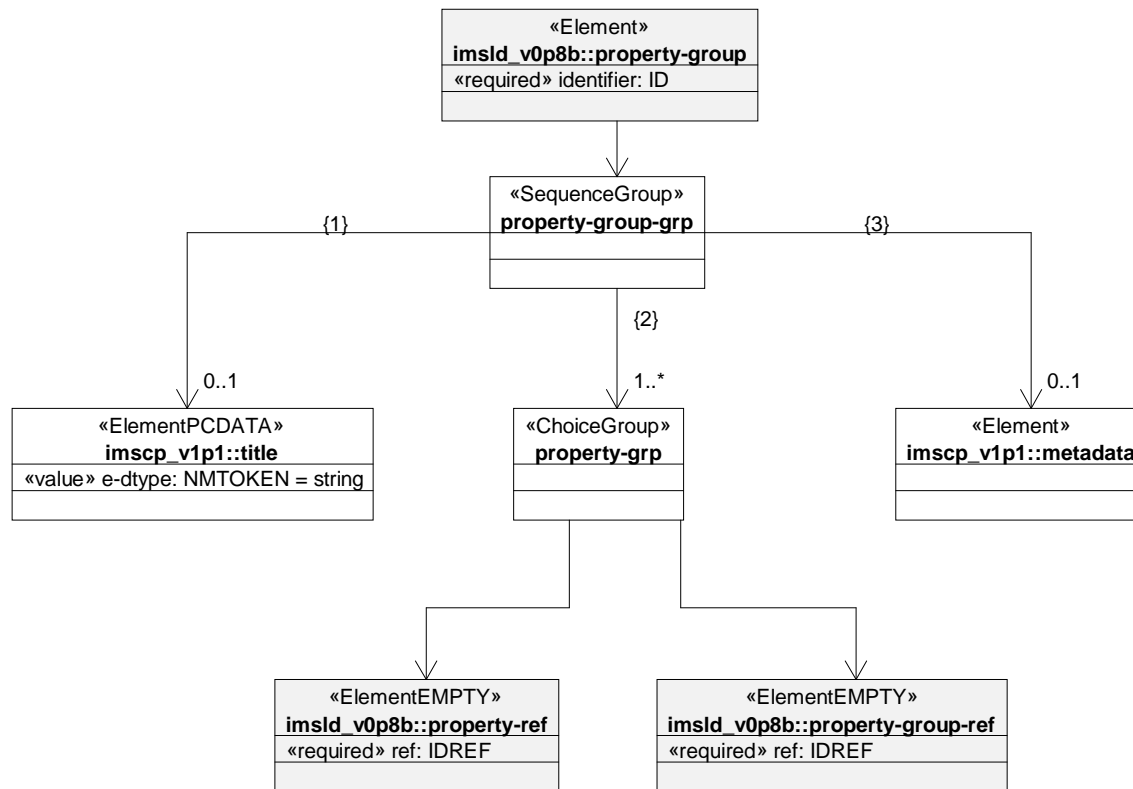 «Element»
imsld_v0p8b::property-group
«required» identifier: ID
«SequenceGroup»
property-group-grp
{1}
{3}
{2}
0..1
1..*
0..1
«ElementPCDATA»
imscp_v1p1::title
«value» e-dtype: NMTOKEN = string
«ChoiceGroup»
property-grp
«Element»
imscp_v1p1::metadata
«ElementEMPTY»
imsld_v0p8b::property-ref
«required» ref: IDREF
«ElementEMPTY»
imsld_v0p8b::property-group-ref
«required» ref: IDREF